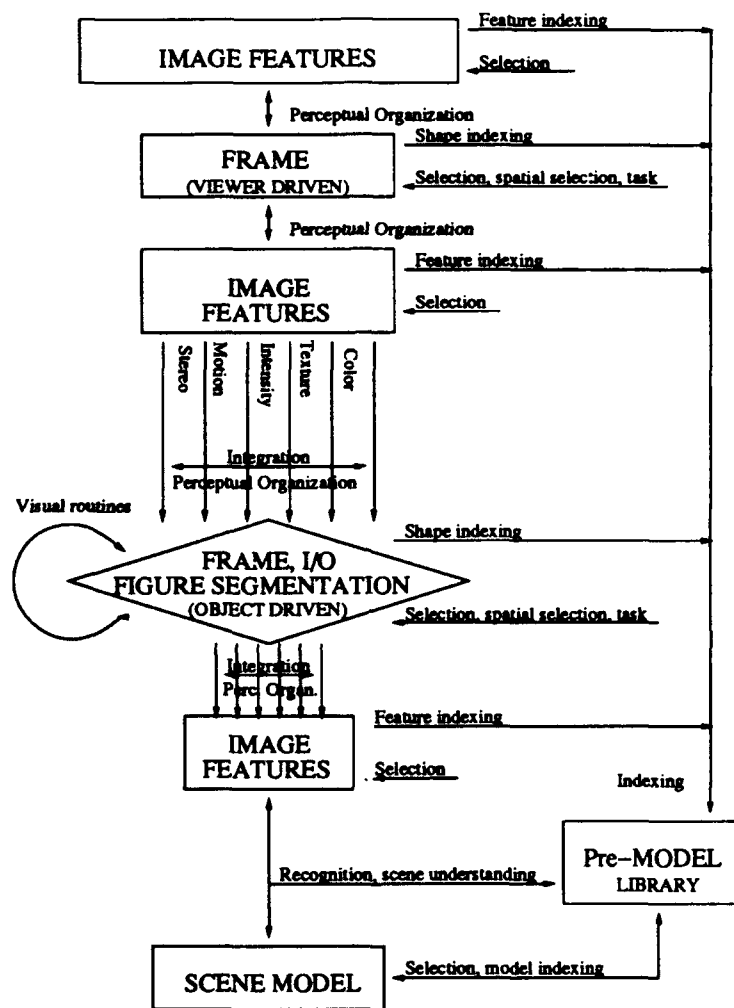 Feature indexing
IMAGE FEATURES
Selection
Perceptual Organization
Shape indexing
FRAME
(VIEWER DRIVEN)
Selection, spatial selection, task
Perceptual Organization
Feature indexing
IMAGE
FEATURES
Selection
Stereo
Motion
Intensity
Texture
Color
Integration
Perceptual Organization
Visual routines
Shape indexing
FRAME, I/O
FIGURE SEGMENTATION
(OBJECT DRIVEN)
Selection, spatial selection, task
Integration
Perc. Organ.
Feature indexing
IMAGE
FEATURES
Selection
Indexing
Pre-MODEL
LIBRARY
Recognition, scene understanding
SCENE MODEL
Selection, model indexing